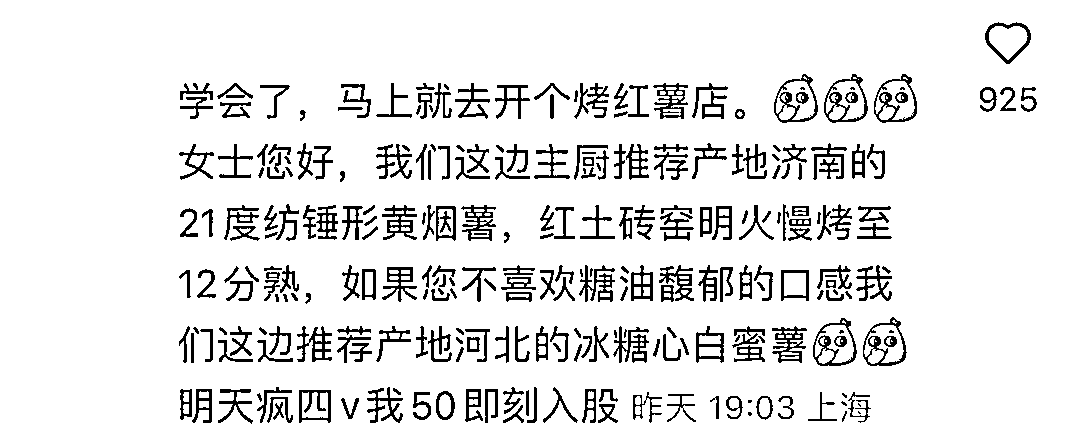 学会了，马上就去开个烤红薯店。
925
女士您好，我们这边主厨推荐产地济南的
21度纺锤形黄烟薯，红土砖窑明火慢烤至
12分熟，如果您不喜欢糖油馥郁的口感我
们这边推荐产地河北的冰糖心白蜜薯
明天疯四v我50即刻入股 昨天 19:03 上海